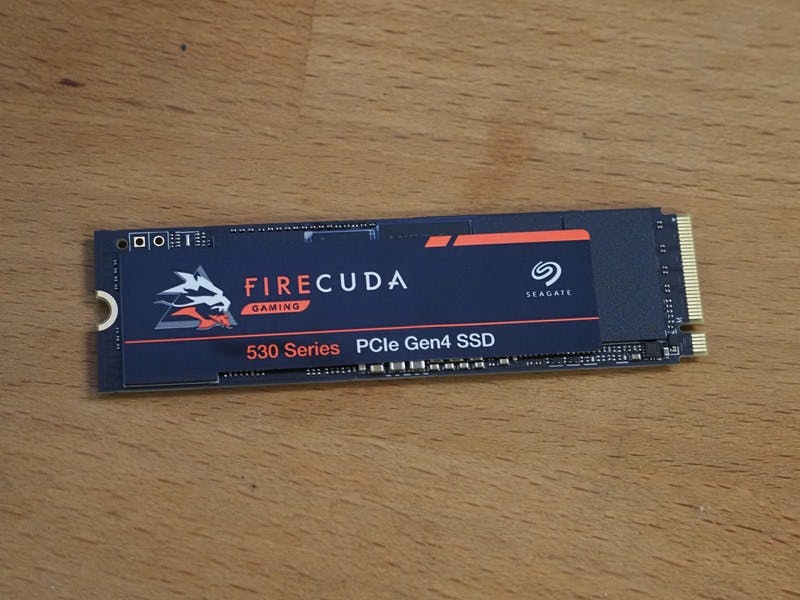 FIRECUDA
GAMING
SEAGATE
530 Series PCIe Gen4 SSD